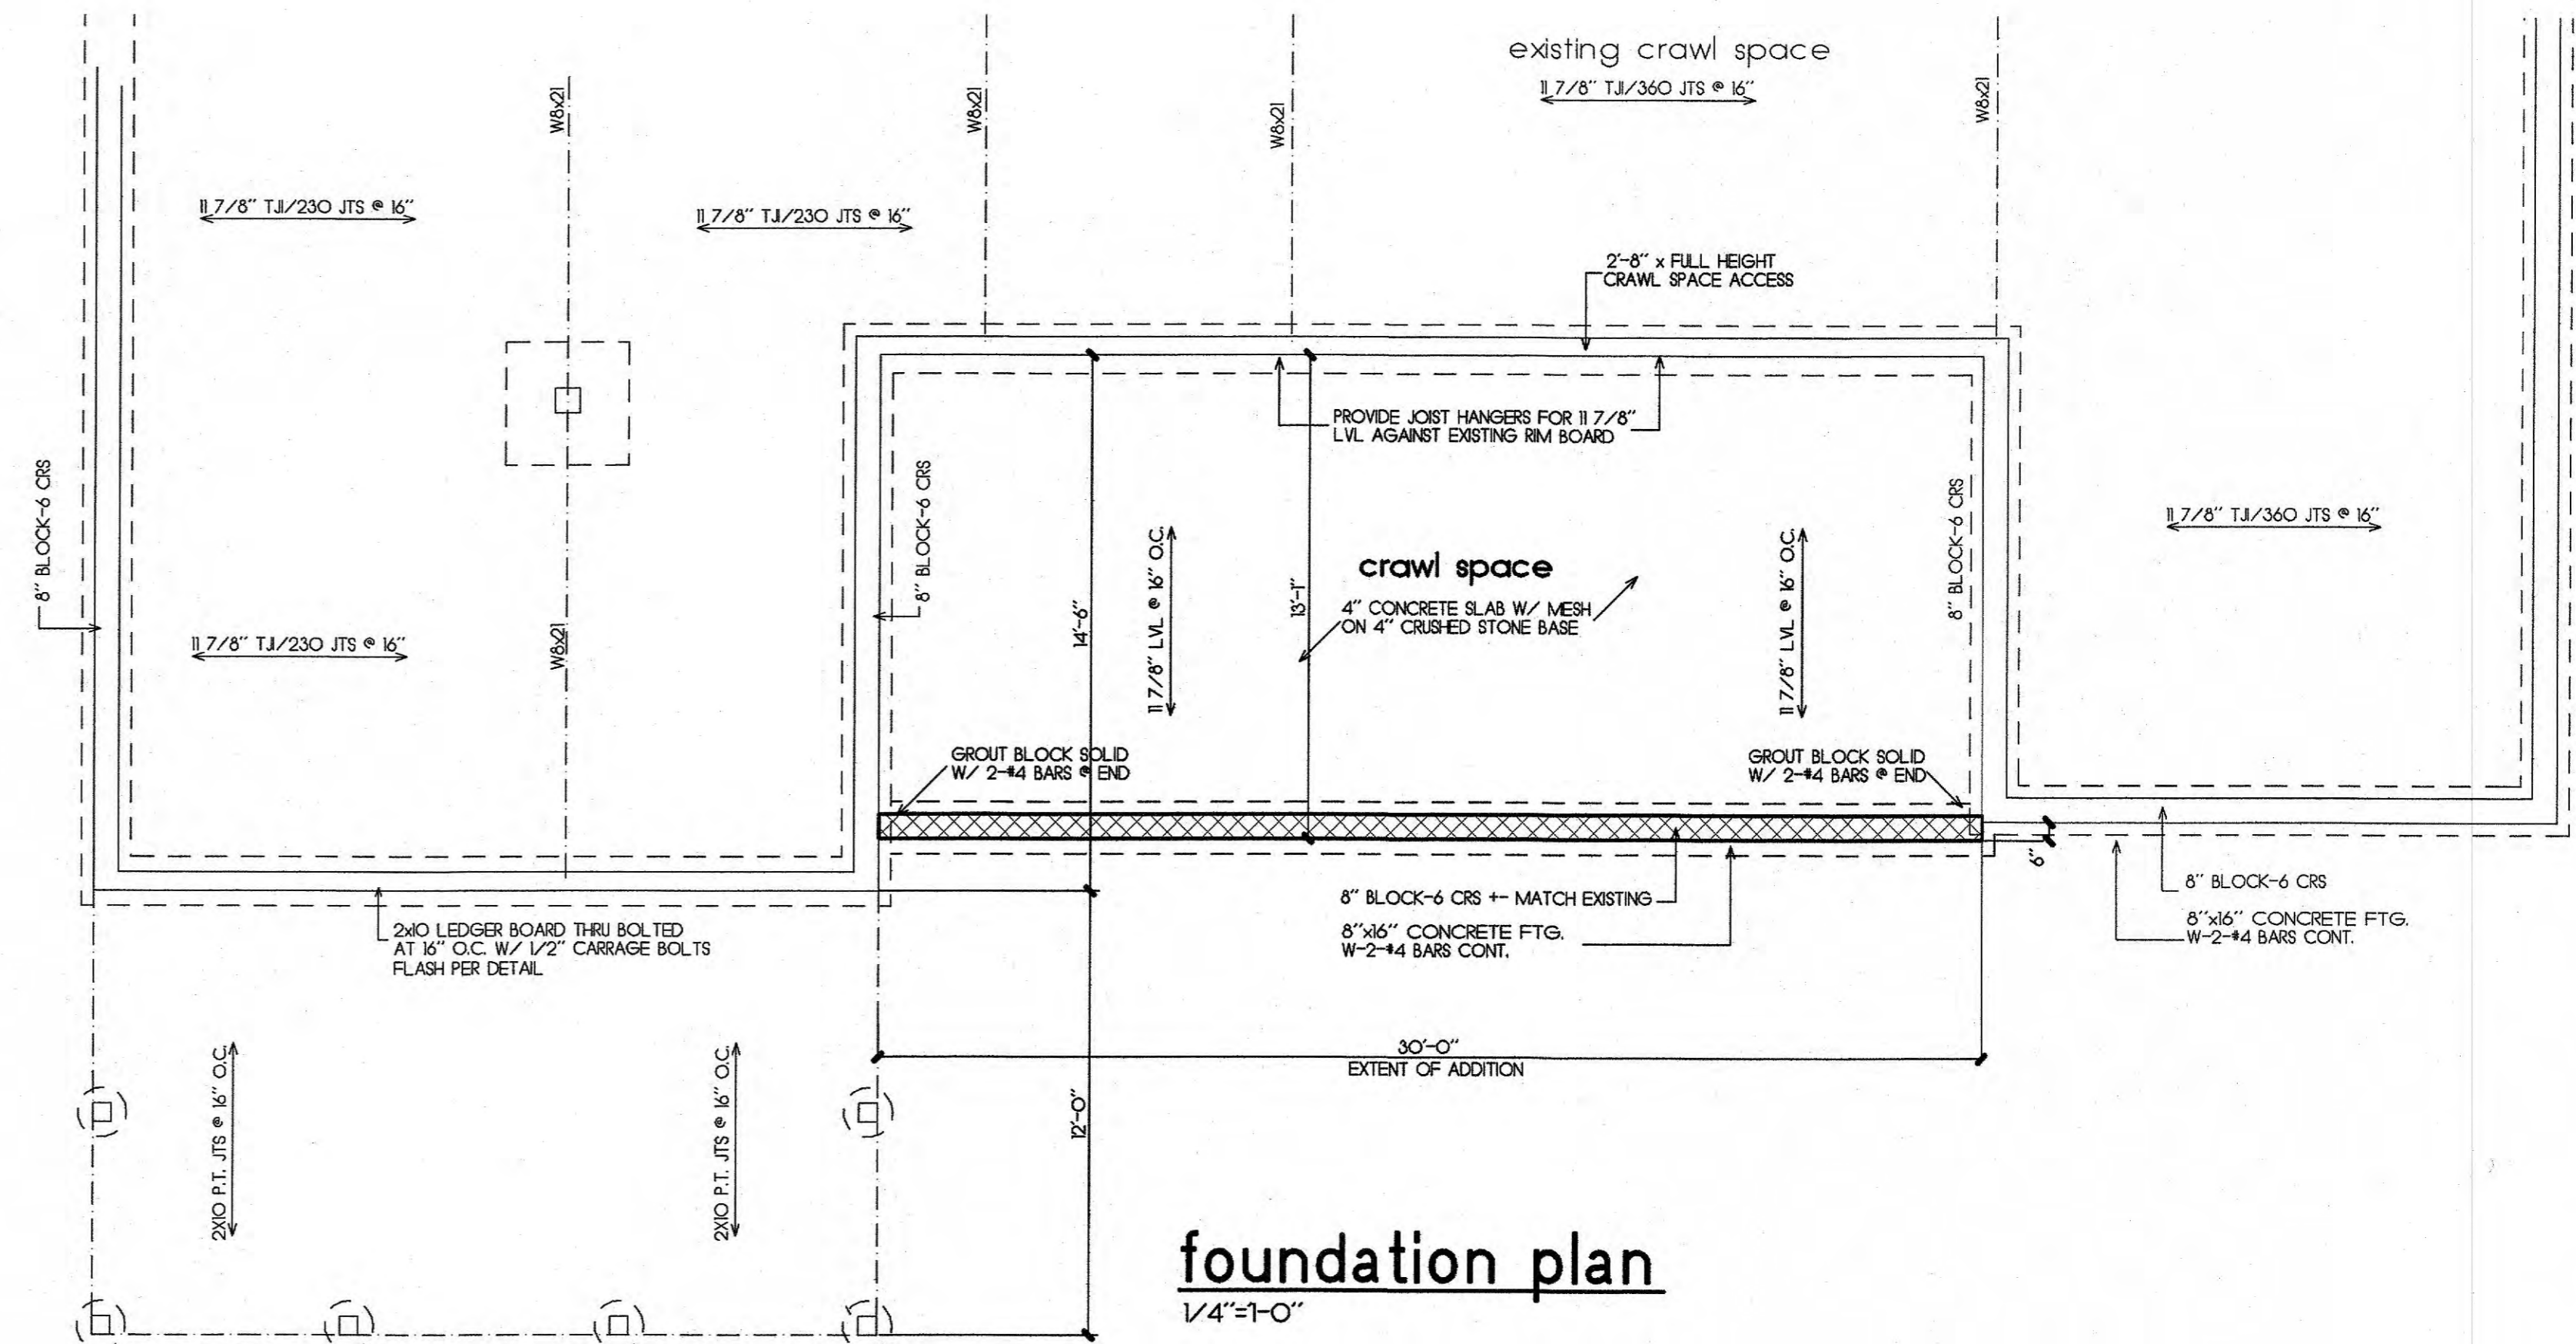 existing crawl space
11 7/8" TJI/360 JTS @ 16"
W8x21
W8x21
W8x21
W8x21
11 7/8" TJI/230 JTS @ 16"
11 7/8" TJI/230 JTS @ 16"
2'-8" x FULL HEIGHT
CRAWL SPACE ACCESS
PROVIDE JOIST HANGERS FOR 11 7/8"
LVL AGAINST EXISTING RIM BOARD
8" BLOCK-6 CRS
8" BLOCK-6 CRS
8" BLOCK-6 CRS
11 7/8" TJI/360 JTS @ 16"
11 7/8" LVL @ 16" O.C.
11 7/8" LVL @ 16" O.C.
crawl space
4" CONCRETE SLAB W/ MESH
ON 4" CRUSHED STONE BASE
14'-6"
13'-1"
11 7/8" TJI/230 JTS @ 16"
W8x21
GROUT BLOCK SOLID
W/ 2-#4 BARS @ END
GROUT BLOCK SOLID
W/ 2-#4 BARS @ END
6"
8" BLOCK-6 CRS +- MATCH EXISTING
8"x16" CONCRETE FTG.
W-2-#4 BARS CONT.
8" BLOCK-6 CRS
8"x16" CONCRETE FTG.
W-2-#4 BARS CONT.
2x10 LEDGER BOARD THRU BOLTED
AT 16" O.C. W/ 1/2" CARRAGE BOLTS
FLASH PER DETAIL
30'-0"
EXTENT OF ADDITION
12'-0"
2X10 P.T. JTS @ 16" O.C.
2X10 P.T. JTS @ 16" O.C.
foundation plan
1/4"=1-0"